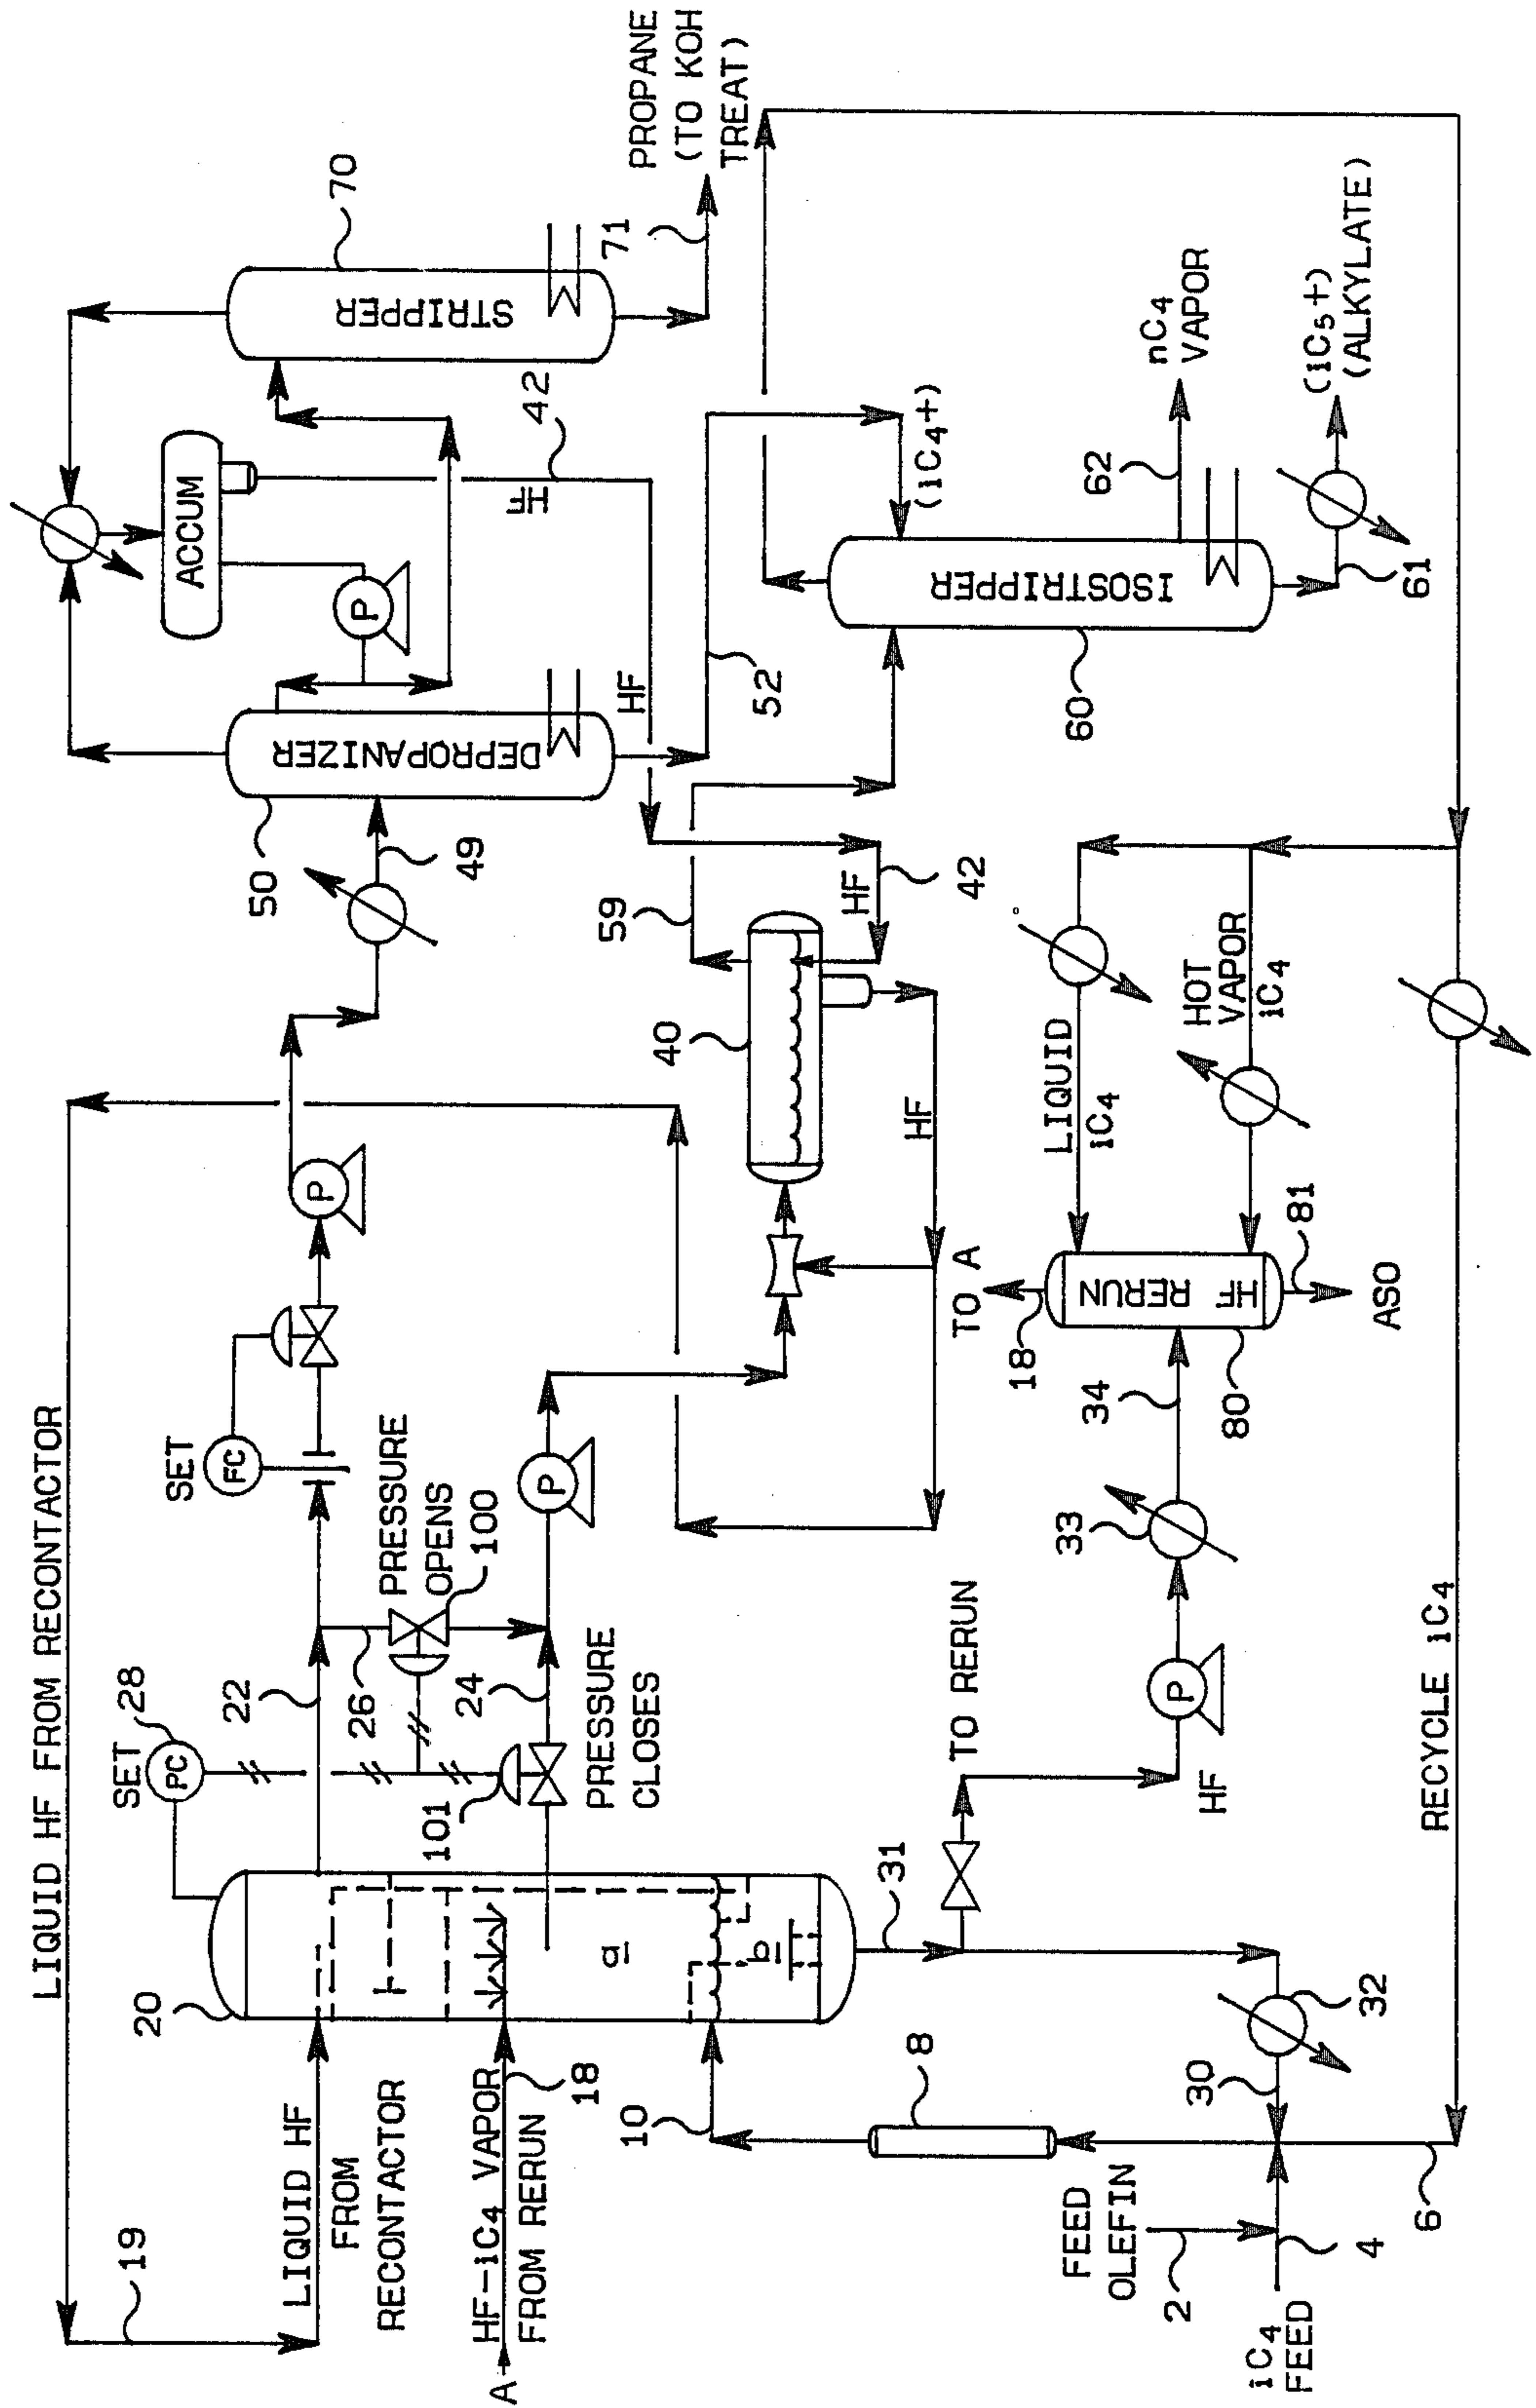 LIQUID HF FROM RECONTACTOR
19
LIQUID HF
FROM
RECONTACTOR
A
HF-iC4 VAPOR
FROM RERUN
18
20
a
b
SET
PC
28
22
26
24
101
PRESSURE
CLOSES
PRESSURE
OPENS
100
SET
FC
P
P
49
50
DEPROPANIZER
ACCUM
P
STRIPPER
70
71
PROPANE
(TO KOH
TREAT)
42
HF
HF
52
59
40
HF
42
HF
(iC4+)
ISOSTRIPPER
60
62
nC4
VAPOR
61
(iC5+)
(ALKYLATE)
10
8
FEED
OLEFIN
2
iC4
FEED
4
6
30
32
31
TO RERUN
HF
P
33
34
TO A
18
HF
RERUN
80
81
ASO
LIQUID
iC4
HOT
VAPOR
iC4
RECYCLE iC4